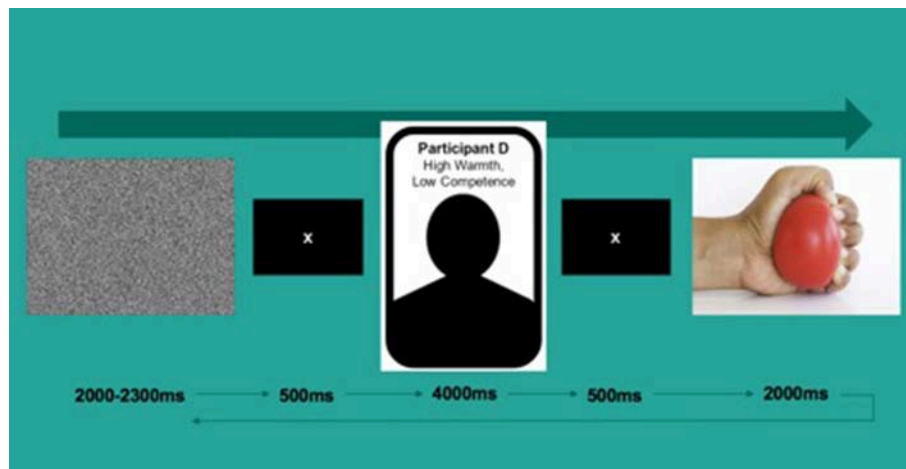 Participant D
High Warmth,
Low Competence
x
x
2000-2300ms
500ms
4000ms
500ms
2000ms